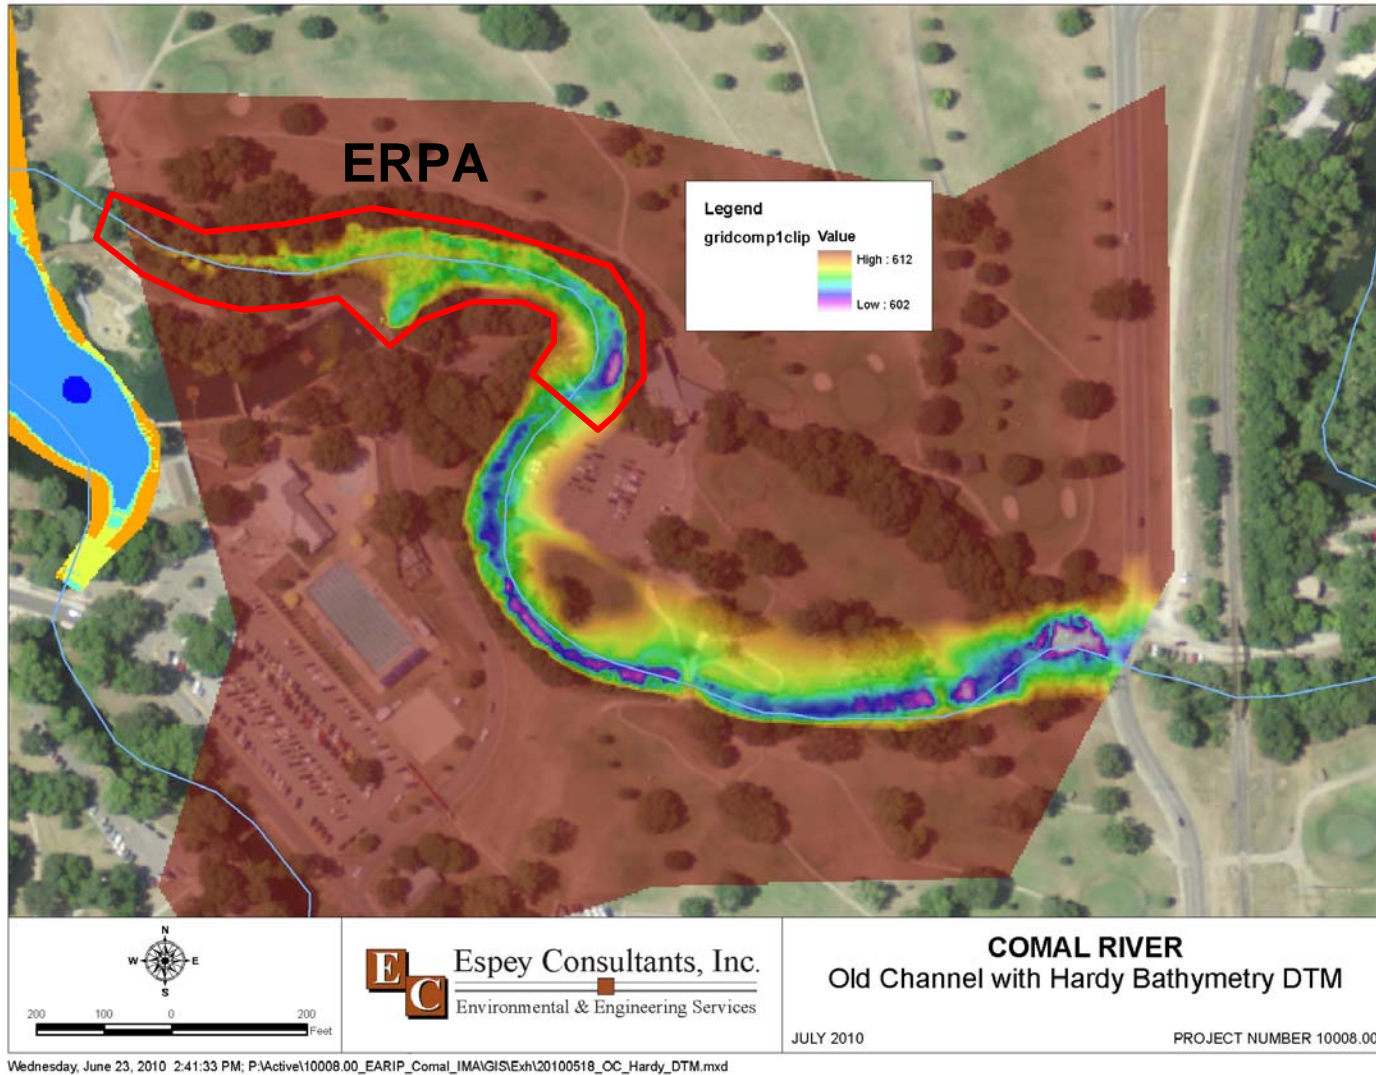 ERPA
Legend
gridcomp1clip Value
High : 612
Low : 602
N
W E
S
200 100 0 200
Feet
E
C
Espey Consultants, Inc.
Environmental & Engineering Services
COMAL RIVER
Old Channel with Hardy Bathymetry DTM
JULY 2010 PROJECT NUMBER 10008.00
Wednesday, June 23, 2010 2:41:33 PM; P:\Active\10008.00_EARIP_Comal_IMA\GIS\Exh\20100518_OC_Hardy_DTM.mxd